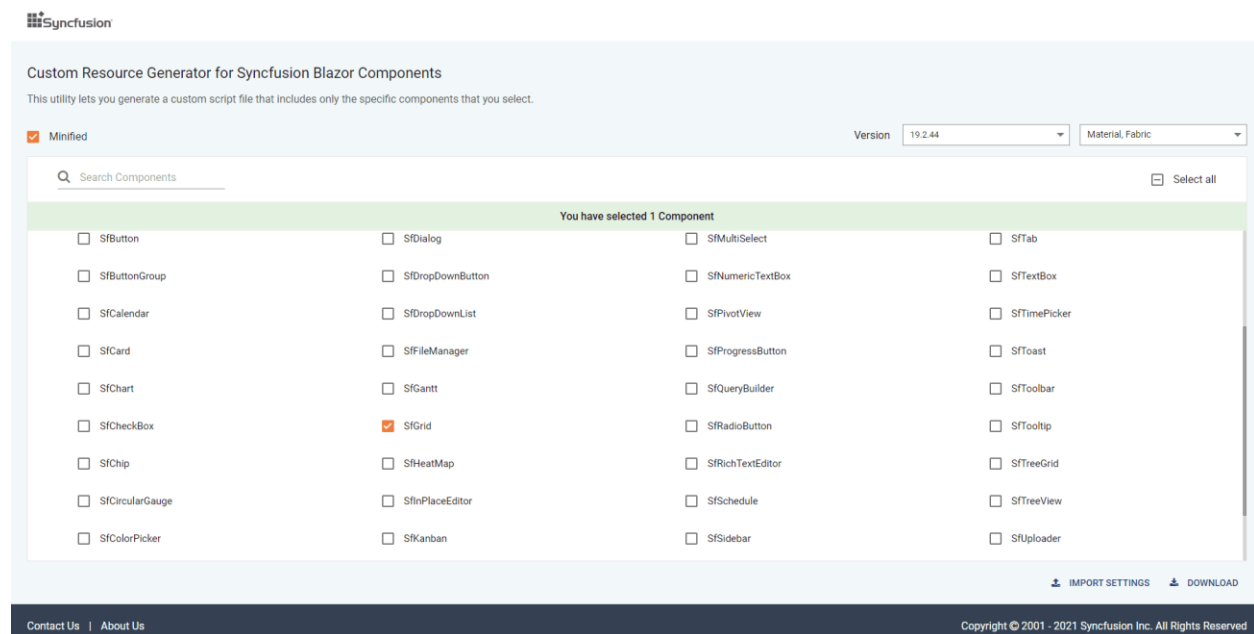 Syncfusion
Custom Resource Generator for Syncfusion Blazor Components
This utility lets you generate a custom script file that includes only the specific components that you select.
Minified Version 19.2.44 Material, Fabric
Search Components Select all
You have selected 1 Component
SfButton SfDialog SfMultiSelect SfTab
SfButtonGroup SfDropDownButton SfNumericTextBox SfTextBox
SfCalendar SfDropDownList SfPivotView SfTimePicker
SfCard SfFileManager SfProgressButton SfToast
SfChart SfGantt SfQueryBuilder SfToolbar
SfCheckBox SfGrid SfRadioButton SfTooltip
SfChip SfHeatMap SfRichTextEditor SfTreeGrid
SfCircularGauge SfInPlaceEditor SfSchedule SfTreeView
SfColorPicker SfKanban SfSidebar SfUploader
IMPORT SETTINGS DOWNLOAD
Contact Us | About Us Copyright © 2001 - 2021 Syncfusion Inc. All Rights Reserved